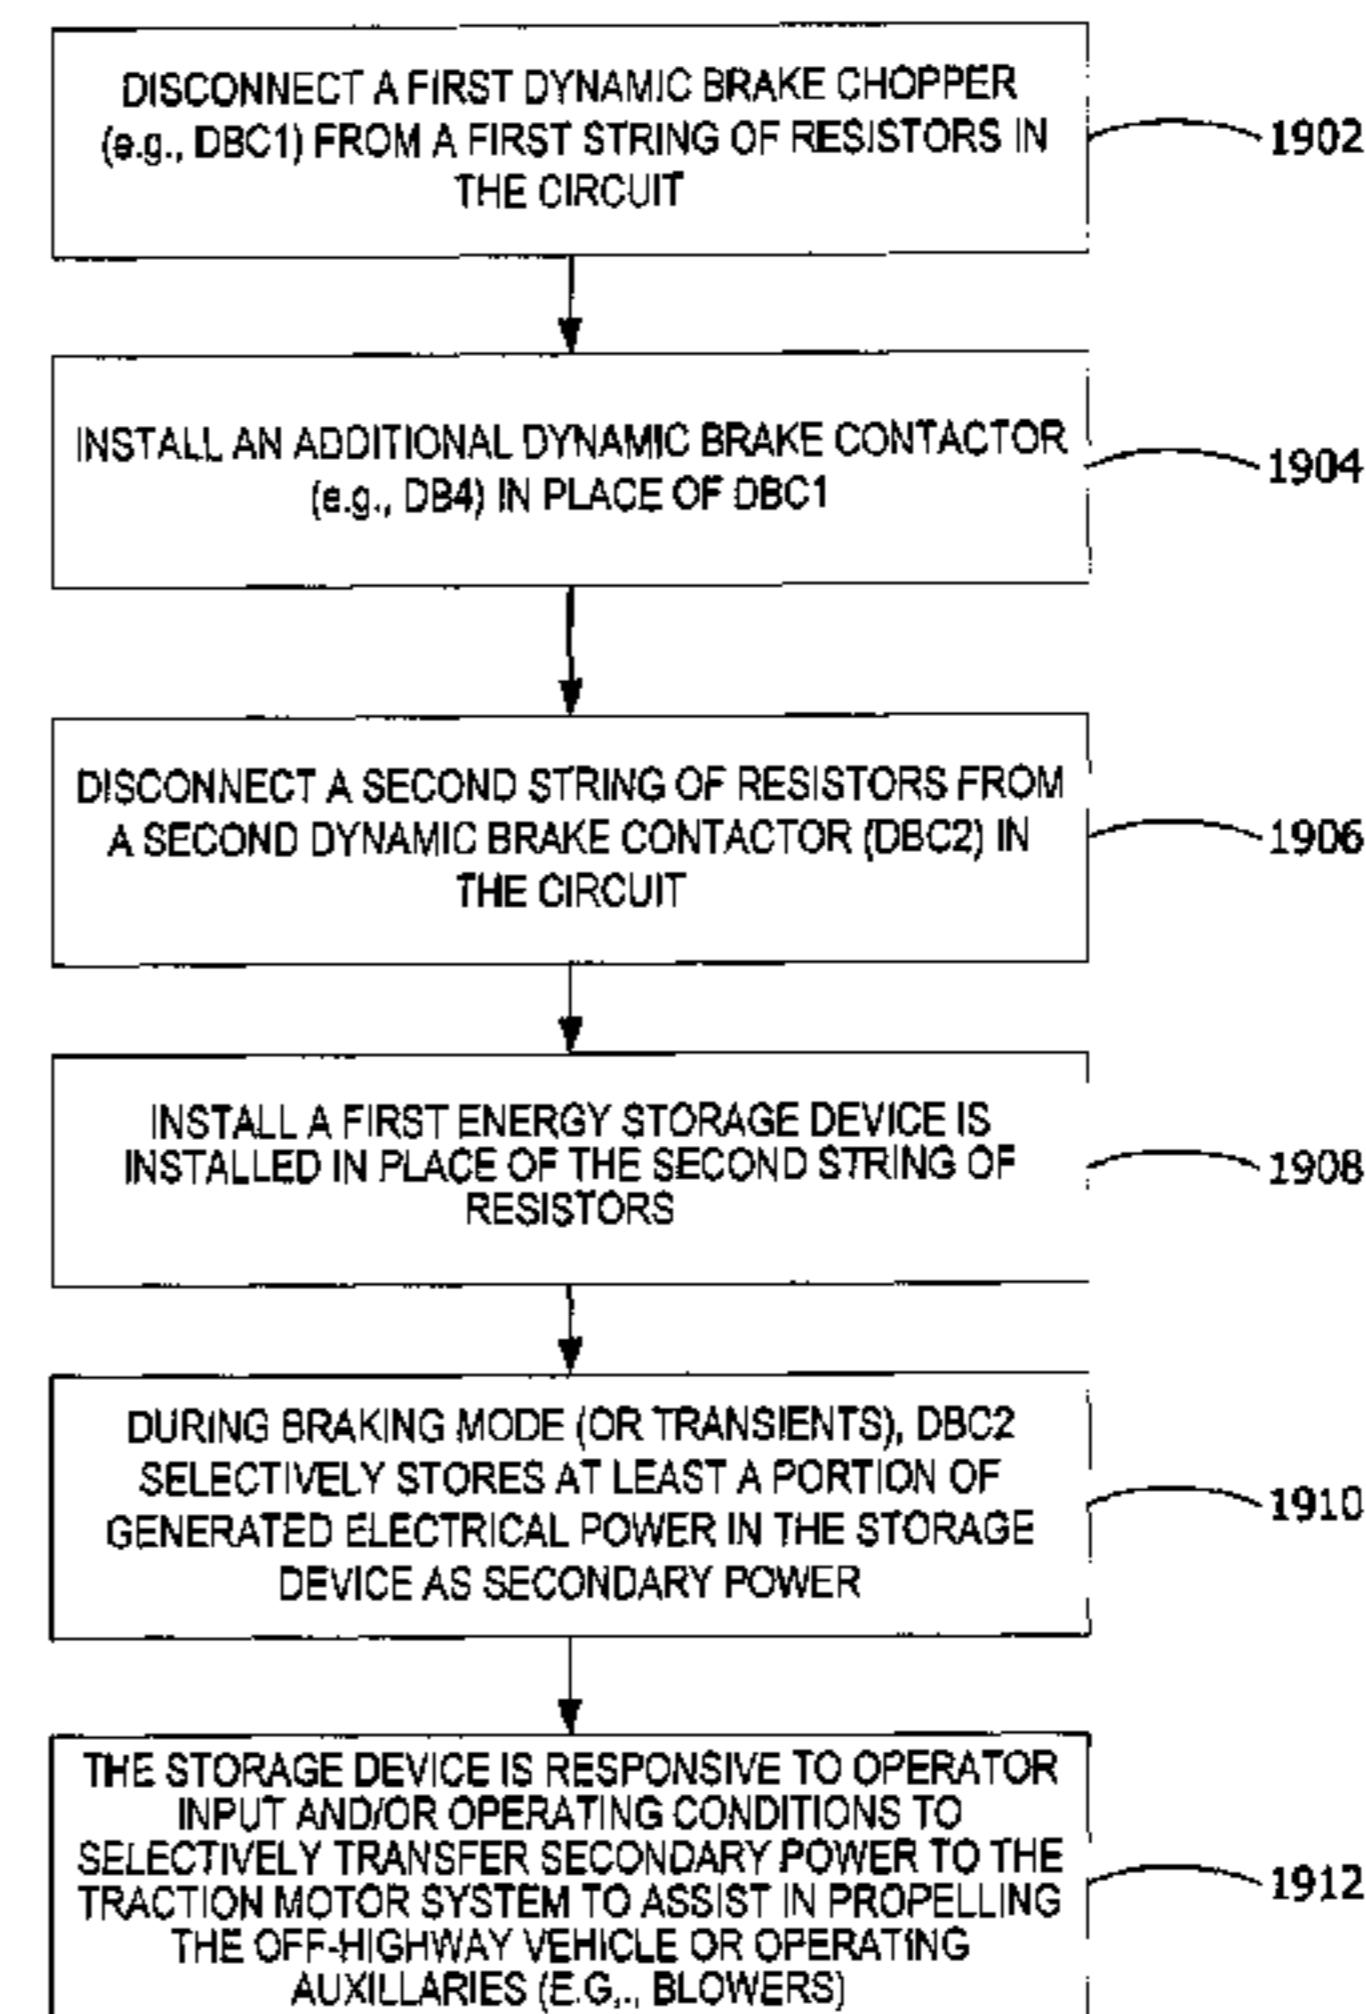 DISCONNECT A FIRST DYNAMIC BRAKE CHOPPER
(e.g., DBC1) FROM A FIRST STRING OF RESISTORS IN
THE CIRCUIT
1902
INSTALL AN ADDITIONAL DYNAMIC BRAKE CONTACTOR
(e.g., DB4) IN PLACE OF DBC1
1904
DISCONNECT A SECOND STRING OF RESISTORS FROM
A SECOND DYNAMIC BRAKE CONTACTOR (DBC2) IN
THE CIRCUIT
1906
INSTALL A FIRST ENERGY STORAGE DEVICE IS
INSTALLED IN PLACE OF THE SECOND STRING OF
RESISTORS
1908
DURING BRAKING MODE (OR TRANSIENTS), DBC2
SELECTIVELY STORES AT LEAST A PORTION OF
GENERATED ELECTRICAL POWER IN THE STORAGE
DEVICE AS SECONDARY POWER
1910
THE STORAGE DEVICE IS RESPONSIVE TO OPERATOR
INPUT AND/OR OPERATING CONDITIONS TO
SELECTIVELY TRANSFER SECONDARY POWER TO THE
TRACTION MOTOR SYSTEM TO ASSIST IN PROPELLING
THE OFF-HIGHWAY VEHICLE OR OPERATING
AUXILLARIES (E.G,., BLOWERS)
1912